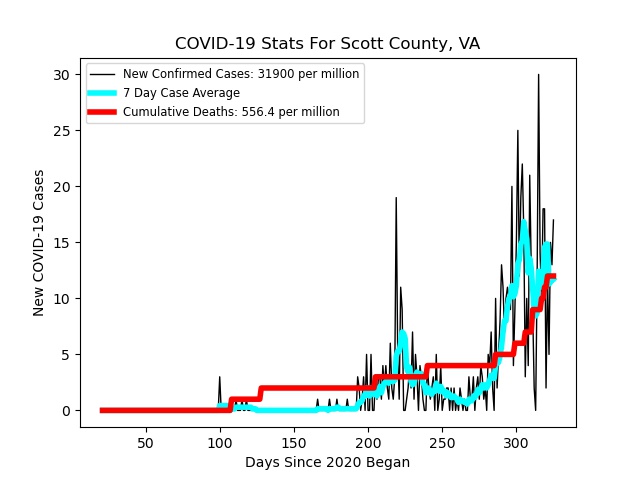 COVID-19 Stats For Scott County, VA
New Confirmed Cases: 31900 per million
7 Day Case Average
Cumulative Deaths: 556.4 per million
30
25
20
15
10
5
0
New COVID-19 Cases
50 100 150 200 250 300
Days Since 2020 Began